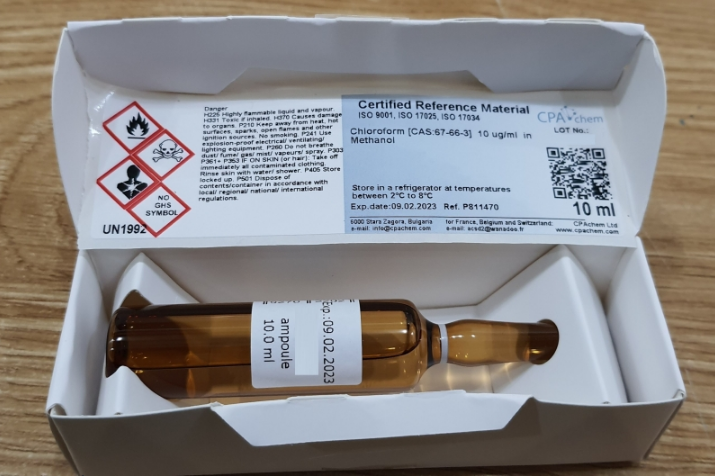 Danger
H225 Highly flammable liquid and vapour.
H331 Toxic if inhaled. H370 Causes damage
to organs. P210 Keep away from heat, hot
surfaces, sparks, open flames and other
ignition sources. No smoking. P241 Use
explosion-proof electrical/ ventilating/
lighting equipment. P260 Do not breathe
dust/ fume/ gas/ mist/ vapours/ spray. P303
P361+ P353 IF ON SKIN (or hair): Take off
immediately all contaminated clothing.
Rinse skin with water/ shower. P405 Store
locked up. P501 Dispose of
contents/container in accordance with
local/ regional/ national/ international
regulations.
NO
GHS
SYMBOL
UN1992
Certified Reference Material
ISO 9001, ISO 17025, ISO 17034
Chloroform [CAS:67-66-3] 10 ug/ml in
Methanol
CPAchem
LOT No.:
Store in a refrigerator at temperatures
between 2°C to 8°C
Exp.date:09.02.2023 Ref. P811470
10 ml
6000 Stara Zagora, Bulgaria
e-mail: info@cpachem.com
for France, Belgium and Switzerland:
CPAchem Ltd
www.cpachem.com
Exp.:09.02.2023
ampoule
10.0 ml